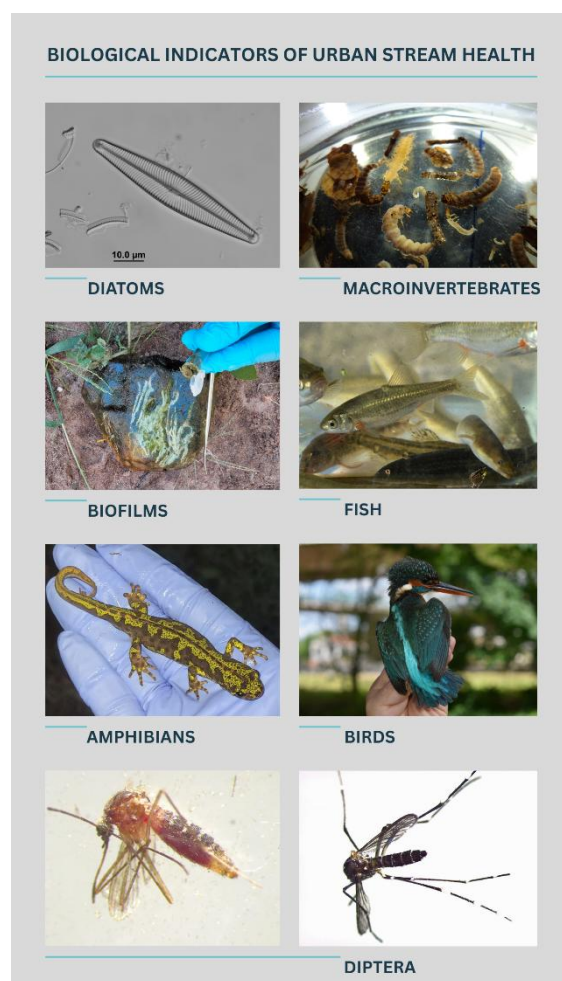 BIOLOGICAL INDICATORS OF URBAN STREAM HEALTH
10.0 µm
DIATOMS
MACROINVERTEBRATES
BIOFILMS
FISH
AMPHIBIANS
BIRDS
DIPTERA